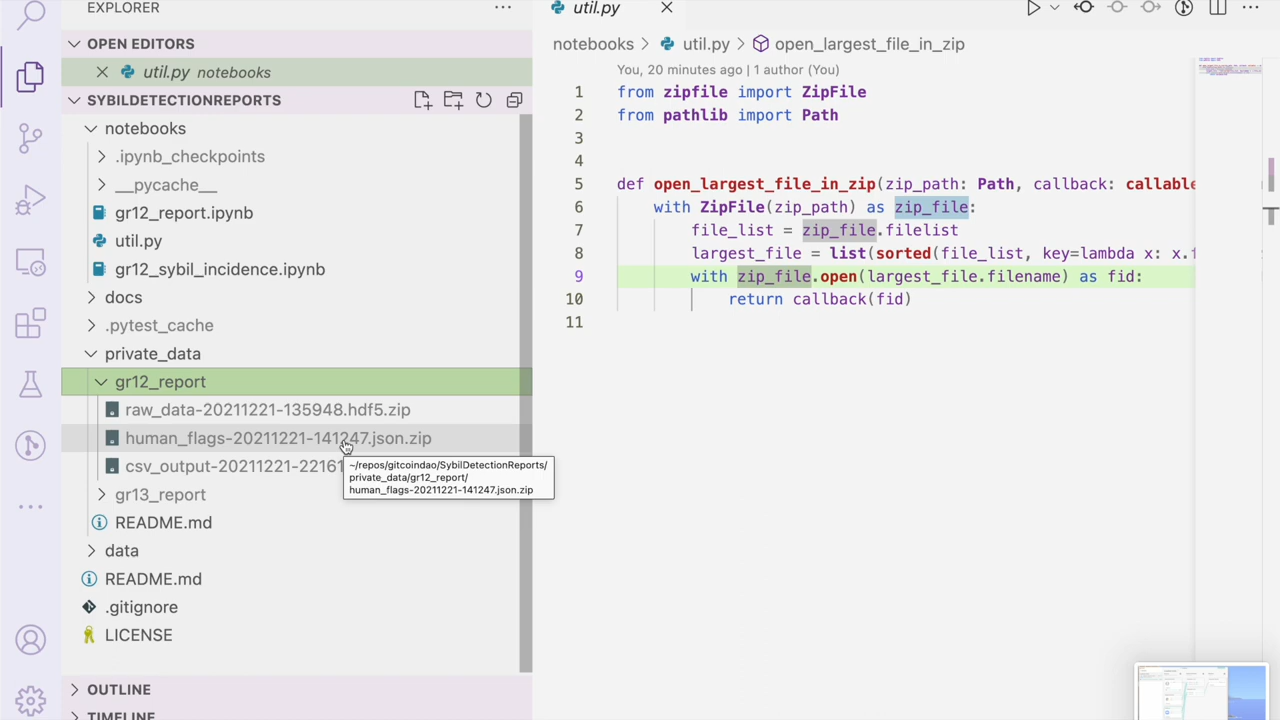 EXPLORER
OPEN EDITORS
util.py notebooks
SYBILDETECTIONREPORTS
notebooks
.ipynb_checkpoints
__pycache__
gr12_report.ipynb
util.py
gr12_sybil_incidence.ipynb
docs
.pytest_cache
private_data
gr12_report
raw_data-20211221-135948.hdf5.zip
human_flags-20211221-141247.json.zip
csv_output-20211221-22161
~/repos/gitcoindao/SybilDetectionReports/
private_data/gr12_report/
human_flags-20211221-141247.json.zip
gr13_report
README.md
data
README.md
.gitignore
LICENSE
OUTLINE
TIMELINE
util.py
notebooks > util.py > open_largest_file_in_zip
You, 20 minutes ago | 1 author (You)
1 from zipfile import ZipFile
2 from pathlib import Path
3
4
5 def open_largest_file_in_zip(zip_path: Path, callback: callable
6 with ZipFile(zip_path) as zip_file:
7 file_list = zip_file.filelist
8 largest_file = list(sorted(file_list, key=lambda x: x.f
9 with zip_file.open(largest_file.filename) as fid:
10 return callback(fid)
11